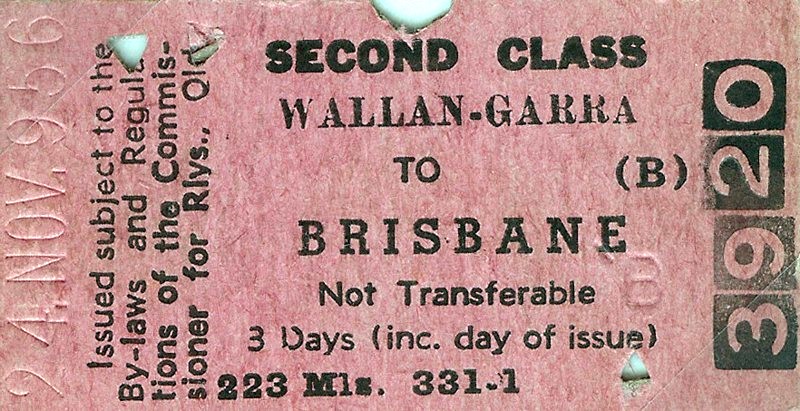 24.NOV.956
Issued subject to the
By-laws and Regula
tions of the Commis-
sioner for Rlys., Qld
SECOND CLASS
WALLAN-GARRA
TO (B)
BRISBANE
Not Transferable
3 Days (inc. day of issue)
223 Mls. 331-1
3920